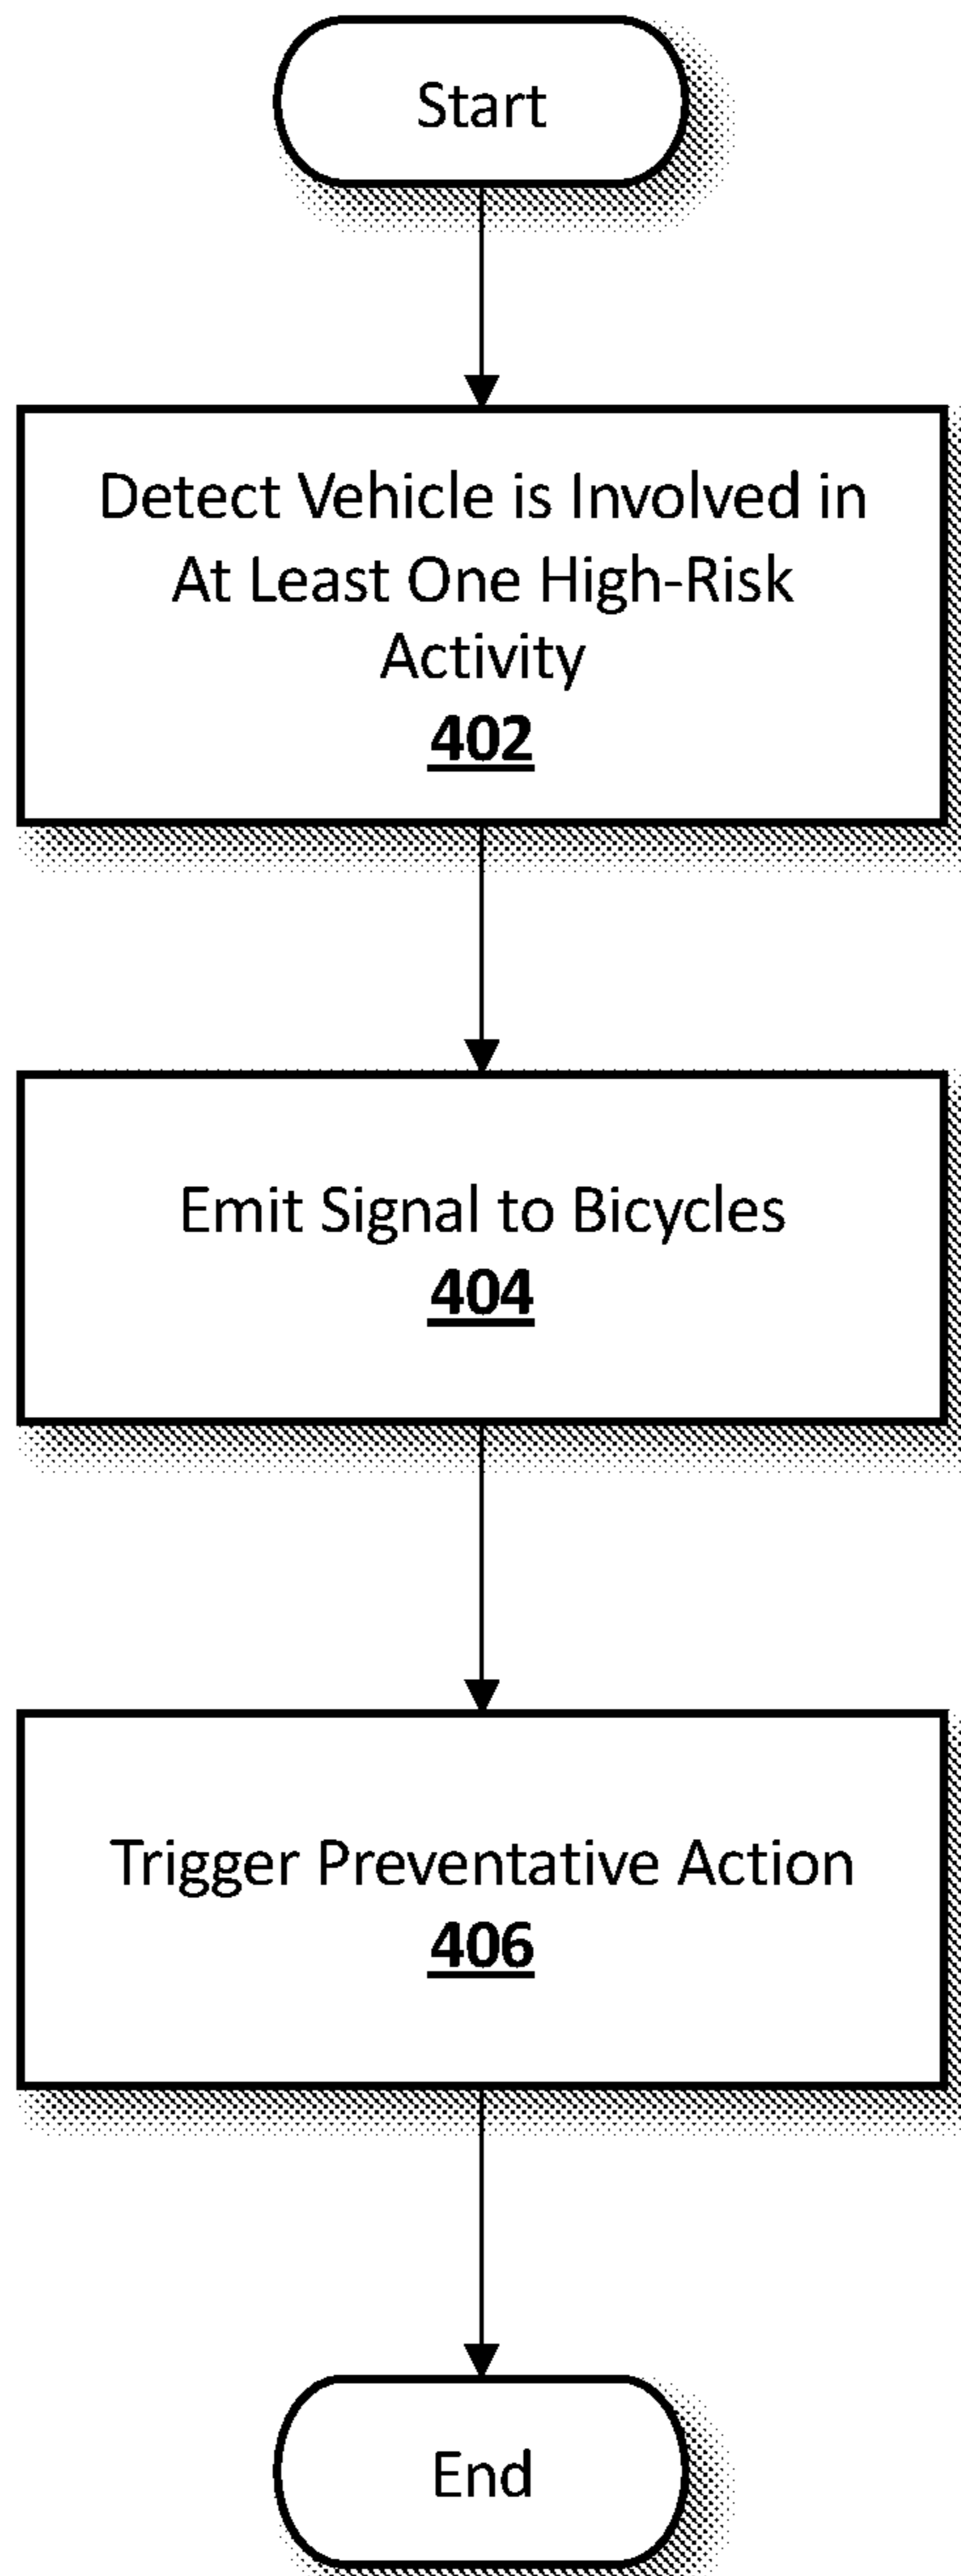 Start
Detect Vehicle is Involved in
At Least One High-Risk
Activity
402
Emit Signal to Bicycles
404
Trigger Preventative Action
406
End